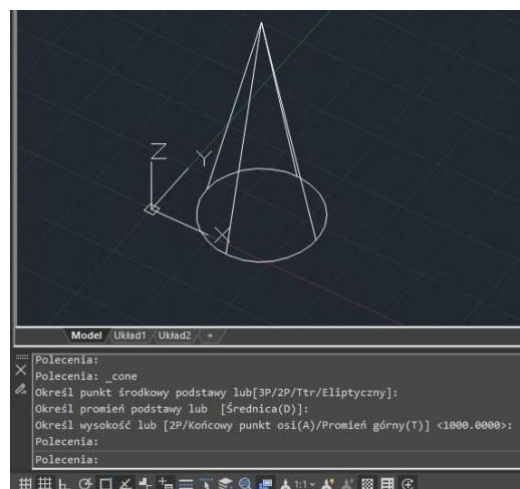 Z
Y
X
Model Układ1 Układ2 +
Polecenia:
Polecenia: _cone
Określ punkt środkowy podstawy lub[3P/2P/Ttr/Eliptyczny]:
Określ promień podstawy lub [Średnica(D)]:
Określ wysokość lub [2P/Końcowy punkt osi(A)/Promień górny(T)] <1000.0000>:
Polecenia:
Polecenia:
1:1